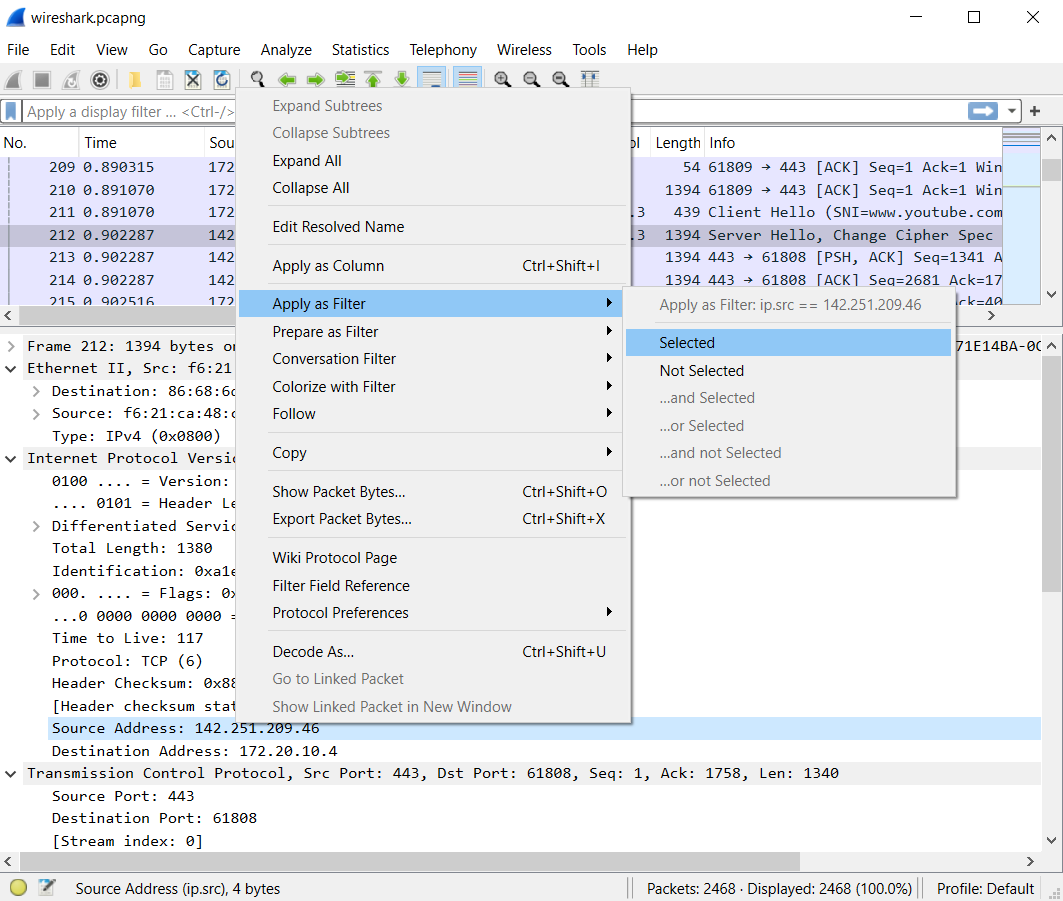 wireshark.pcapng
File Edit View Go Capture Analyze Statistics Telephony Wireless Tools Help
Apply a display filter ... <Ctrl-/>
No. Time Sou ol Length Info
209 0.890315 172 54 61809 → 443 [ACK] Seq=1 Ack=1 Win
210 0.891070 172 1394 61809 → 443 [ACK] Seq=1 Ack=1 Win
211 0.891070 172 .3 439 Client Hello (SNI=www.youtube.com
212 0.902287 142 .3 1394 Server Hello, Change Cipher Spec
213 0.902287 142 1394 443 → 61808 [PSH, ACK] Seq=1341 A
214 0.902287 142 1394 443 → 61808 [ACK] Seq=2681 Ack=17
215 0.902516 172 Ack=40
Expand Subtrees
Collapse Subtrees
Expand All
Collapse All
Edit Resolved Name
Apply as Column Ctrl+Shift+I
Apply as Filter
Prepare as Filter
Conversation Filter
Colorize with Filter
Follow
Copy
Show Packet Bytes... Ctrl+Shift+O
Export Packet Bytes... Ctrl+Shift+X
Wiki Protocol Page
Filter Field Reference
Protocol Preferences
Decode As... Ctrl+Shift+U
Go to Linked Packet
Show Linked Packet in New Window
Apply as Filter: ip.src == 142.251.209.46
Selected
Not Selected
...and Selected
...or Selected
...and not Selected
...or not Selected
Frame 212: 1394 bytes on 71E14BA-0C
Ethernet II, Src: f6:21
Destination: 86:68:6
Source: f6:21:ca:48:
Type: IPv4 (0x0800)
Internet Protocol Versi
0100 .... = Version:
.... 0101 = Header Le
Differentiated Servic
Total Length: 1380
Identification: 0xa1e
000. .... = Flags: 0x
...0 0000 0000 0000 =
Time to Live: 117
Protocol: TCP (6)
Header Checksum: 0x88
[Header checksum stat
Source Address: 142.251.209.46
Destination Address: 172.20.10.4
Transmission Control Protocol, Src Port: 443, Dst Port: 61808, Seq: 1, Ack: 1758, Len: 1340
Source Port: 443
Destination Port: 61808
[Stream index: 0]
Source Address (ip.src), 4 bytes Packets: 2468 · Displayed: 2468 (100.0%) Profile: Default